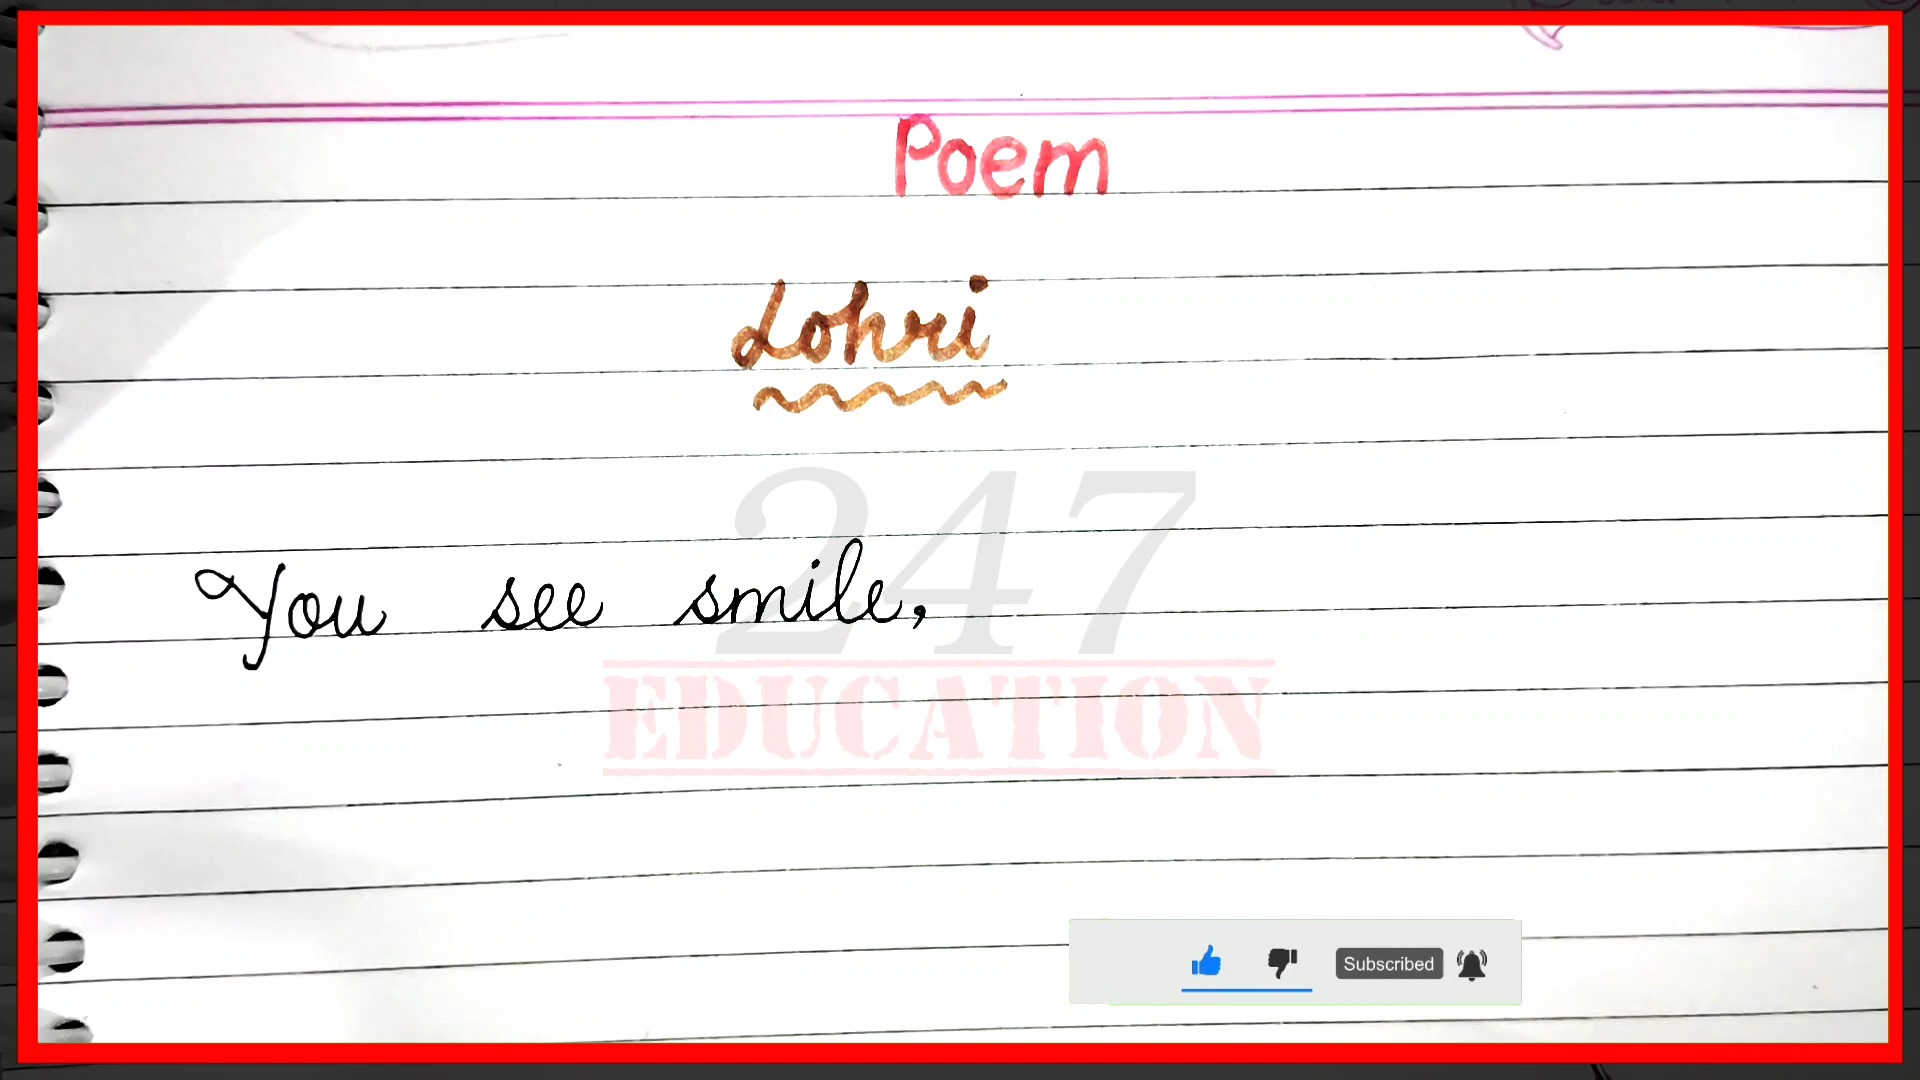 Poem
Lohri
247
You see smile,
EDUCATION
Subscribed